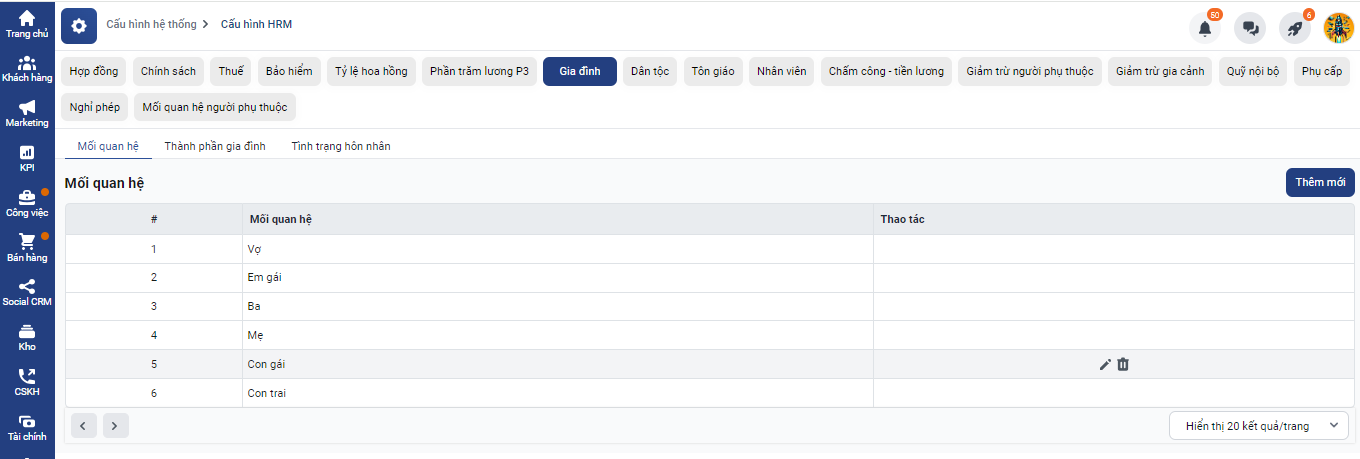 Cấu hình hệ thống Cấu hình HRM
50
6
Trang chủ
Khách hàng
Marketing
KPI
Công việc
Bán hàng
Social CRM
Kho
CSKH
Tài chính
Hợp đồng Chính sách Thuế Bảo hiểm Tỷ lệ hoa hồng Phần trăm lương P3 Gia đình Dân tộc Tôn giáo Nhân viên Chấm công - tiền lương Giảm trừ người phụ thuộc Giảm trừ gia cảnh Quỹ nội bộ Phụ cấp
Nghỉ phép Mối quan hệ người phụ thuộc
Mối quan hệ Thành phần gia đình Tình trạng hôn nhân
Mối quan hệ
Thêm mới
# Mối quan hệ Thao tác
1 Vợ
2 Em gái
3 Ba
4 Mẹ
5 Con gái
6 Con trai
Hiển thị 20 kết quả/trang